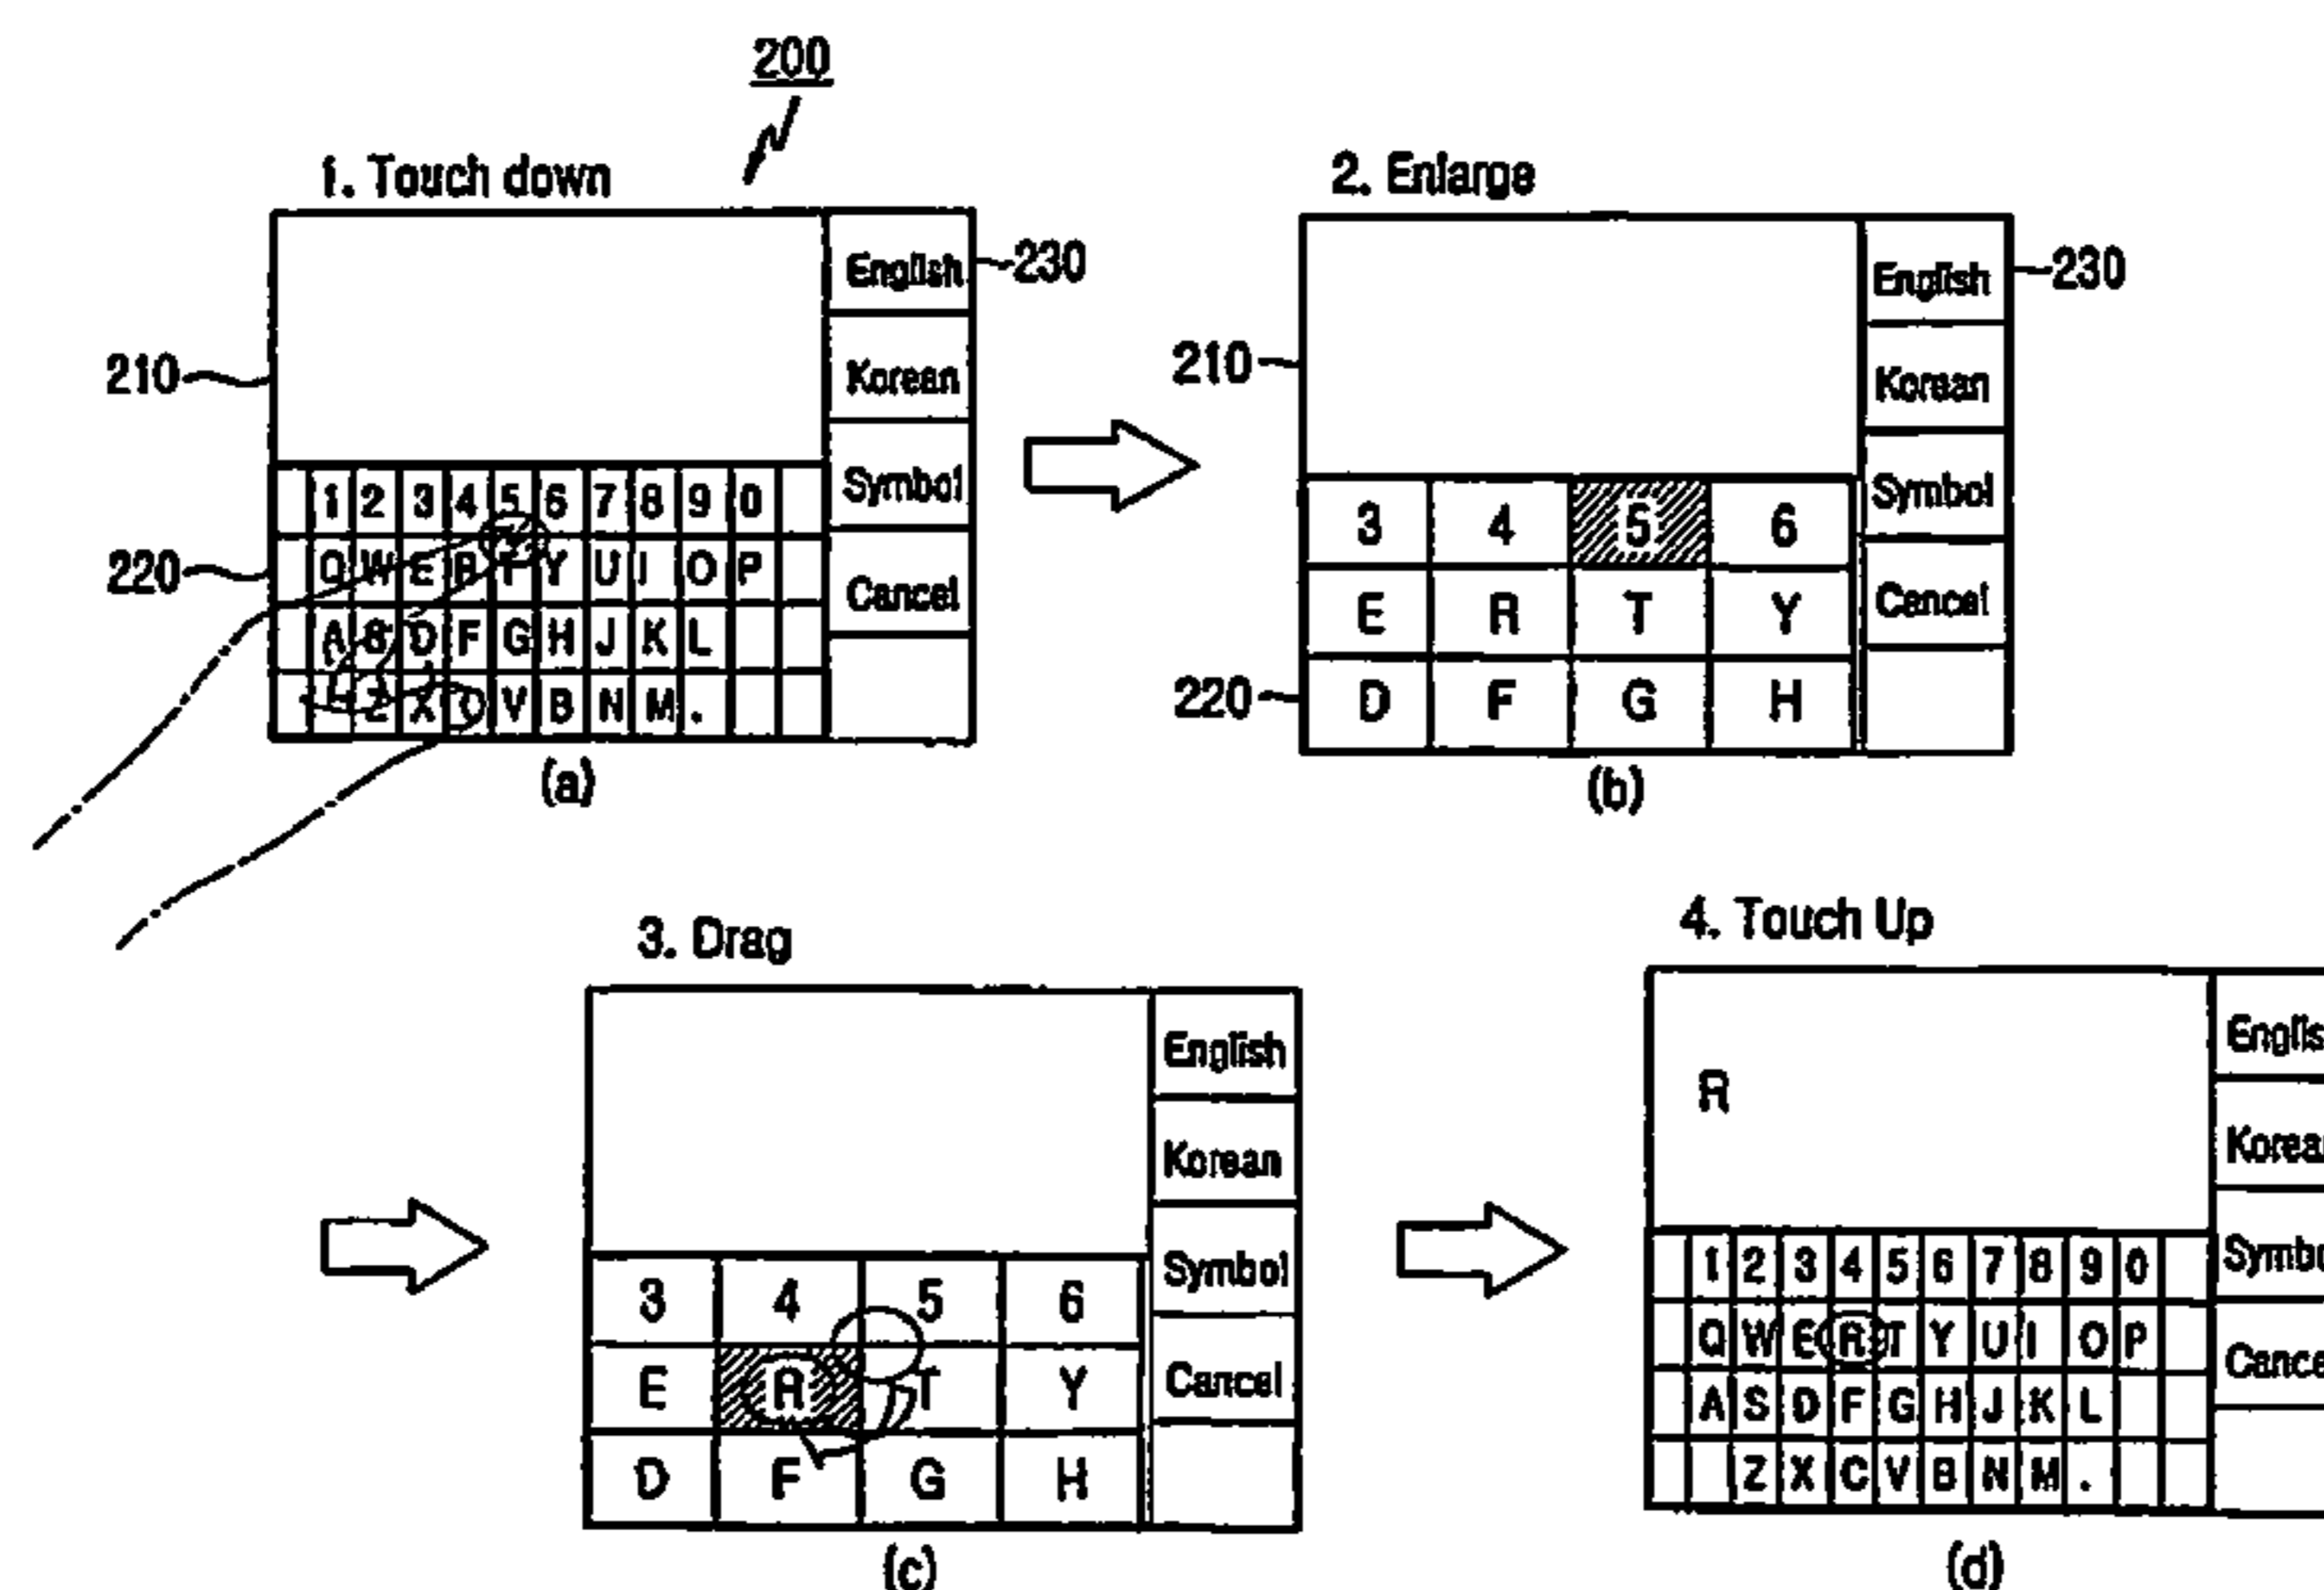 200
1. Touch down
English
230
210
Korean
1 2 3 4 5 6 7 8 9 0
Symbol
220
Q W E R T Y U I O P
Cancel
A S D F G H J K L
Z X C V B N M .
(a)
2. Enlarge
English
230
210
Korean
3 4 5 6
Symbol
E R T Y
Cancel
220
D F G H
(b)
3. Drag
English
Korean
3 4 5 6
Symbol
E R T Y
Cancel
D F G H
(c)
4. Touch Up
Englis
R
Korea
1 2 3 4 5 6 7 8 9 0
Symb
Q W E R T Y U I O P
Cance
A S D F G H J K L
Z X C V B N M .
(d)